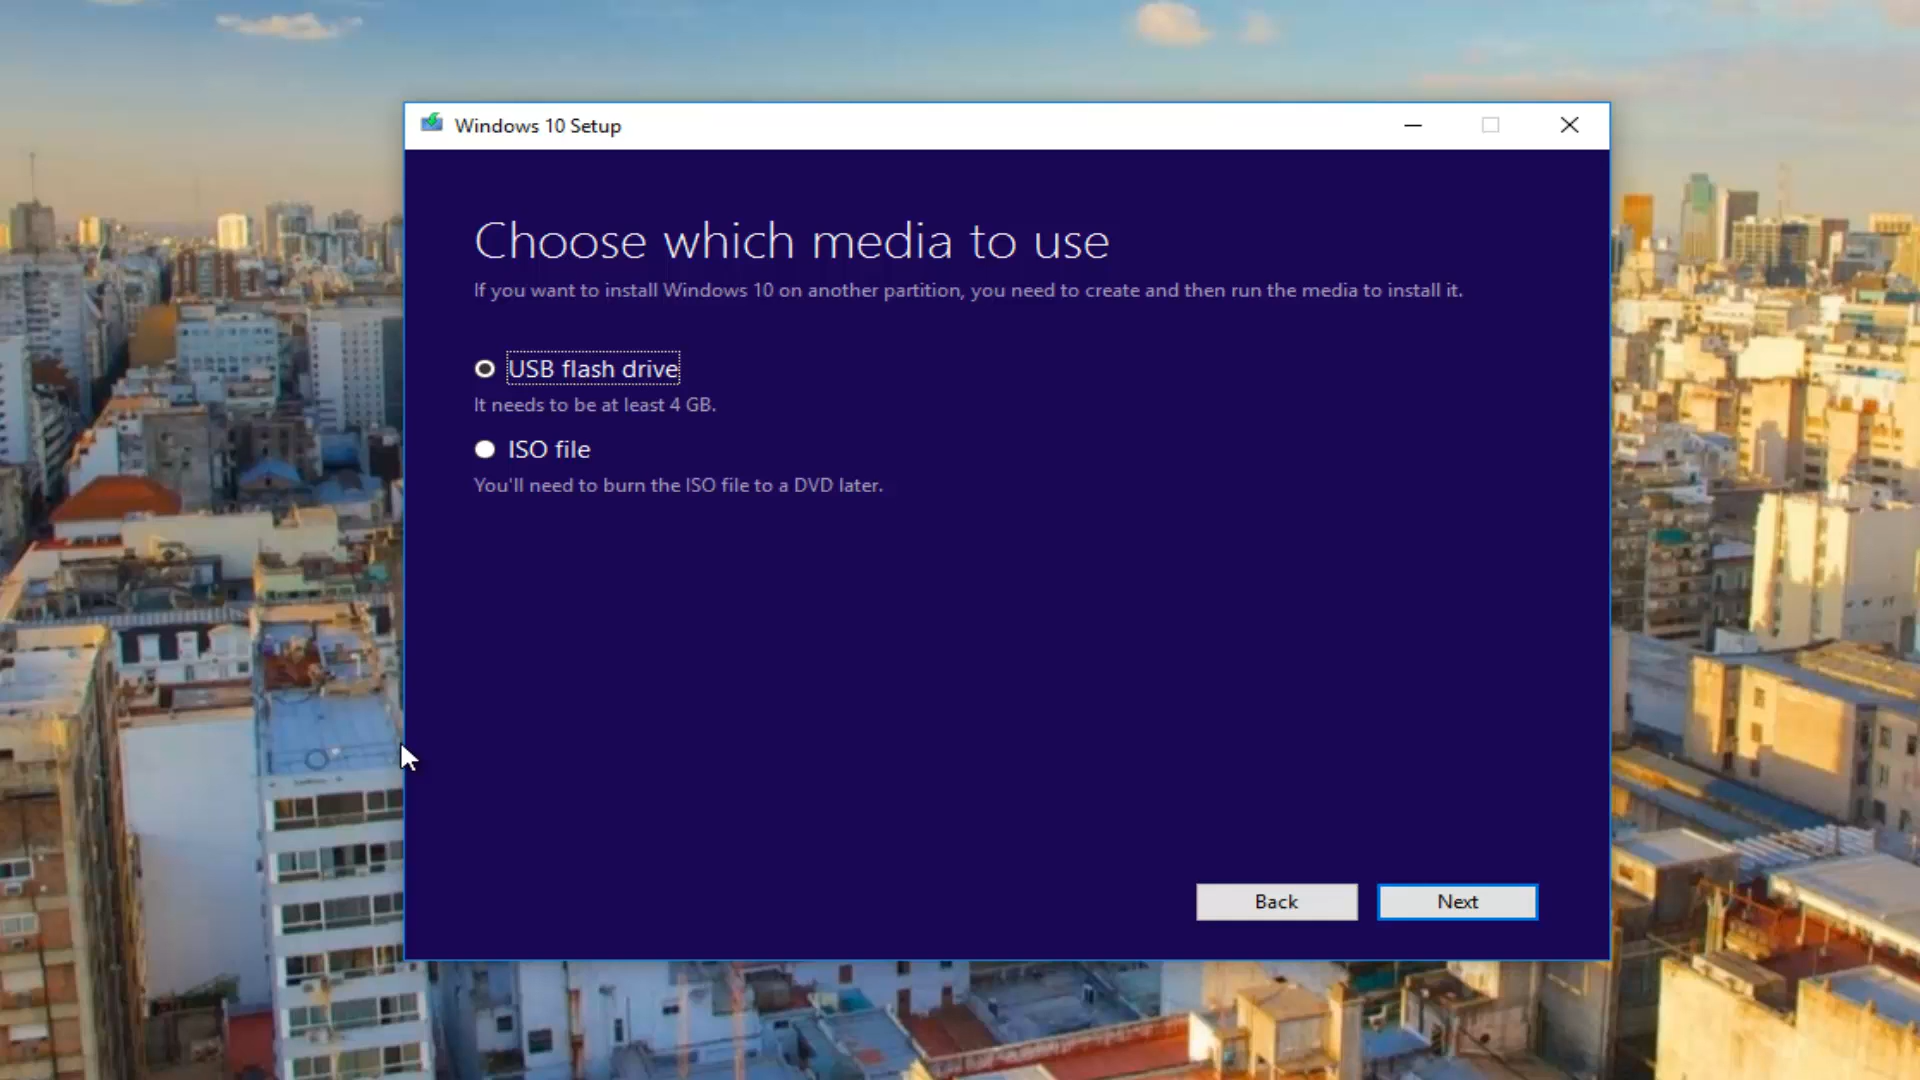 Windows 10 Setup
Choose which media to use
If you want to install Windows 10 on another partition, you need to create and then run the media to install it.
USB flash drive
It needs to be at least 4 GB.
ISO file
You'll need to burn the ISO file to a DVD later.
Back
Next